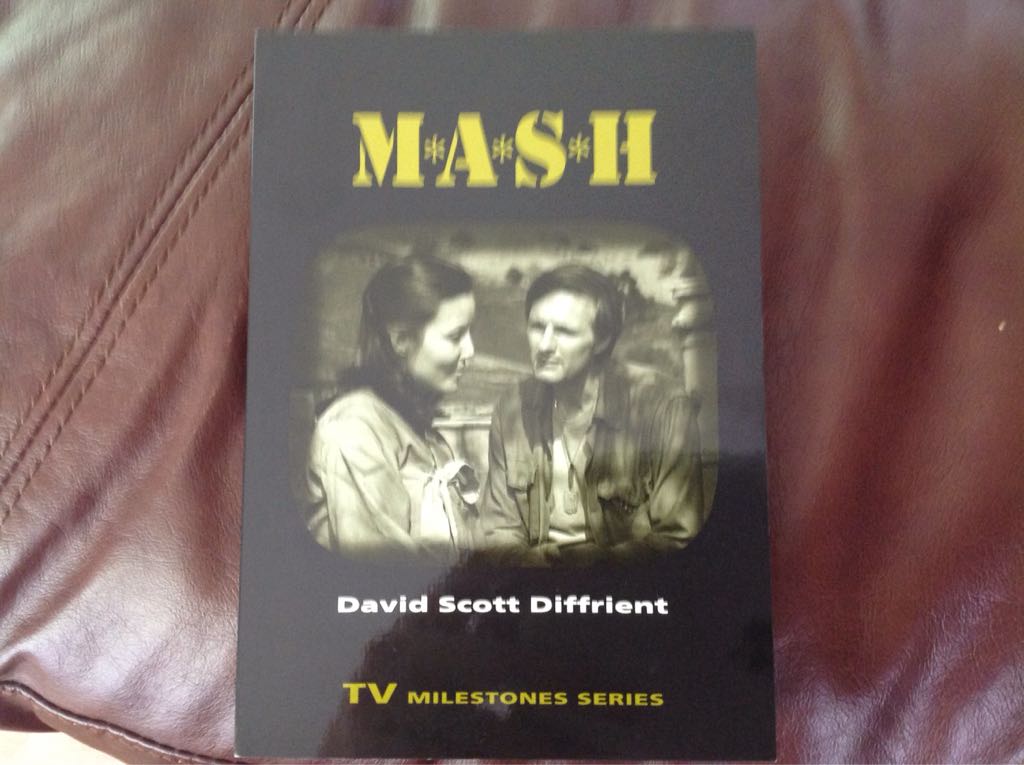 M*A*S*H
David Scott Diffrient
TV MILESTONES SERIES